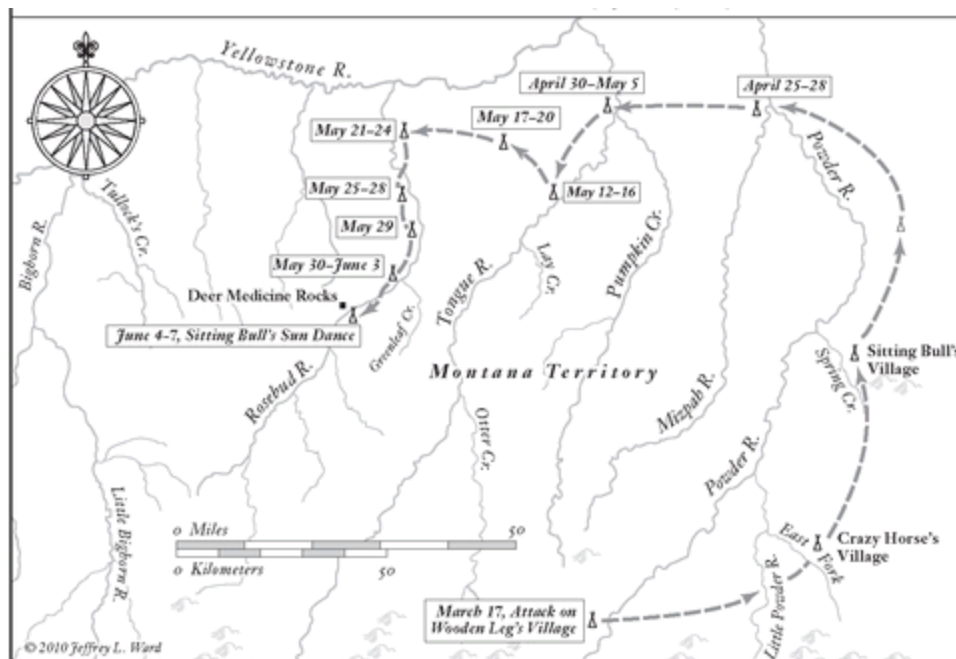 Yellowstone R.
April 30–May 5
April 25–28
May 21–24
May 17–20
Powder R.
May 25–28
May 12–16
Tullock's Cr.
Bighorn R.
May 29
Pumpkin Cr.
May 30–June 3
Lay Cr.
Tongue R.
Deer Medicine Rocks
June 4–7, Sitting Bull's Sun Dance
Greenleaf Cr.
Sitting Bull's
Village
Spring Cr.
Montana Territory
Rosebud R.
Mizpah R.
Otter Cr.
Powder R.
Little Bighorn R.
0 Miles
50
0 Kilometers
50
East Fork
Crazy Horse's
Village
Little Powder R.
March 17, Attack on
Wooden Leg's Village
© 2010 Jeffrey L. Ward